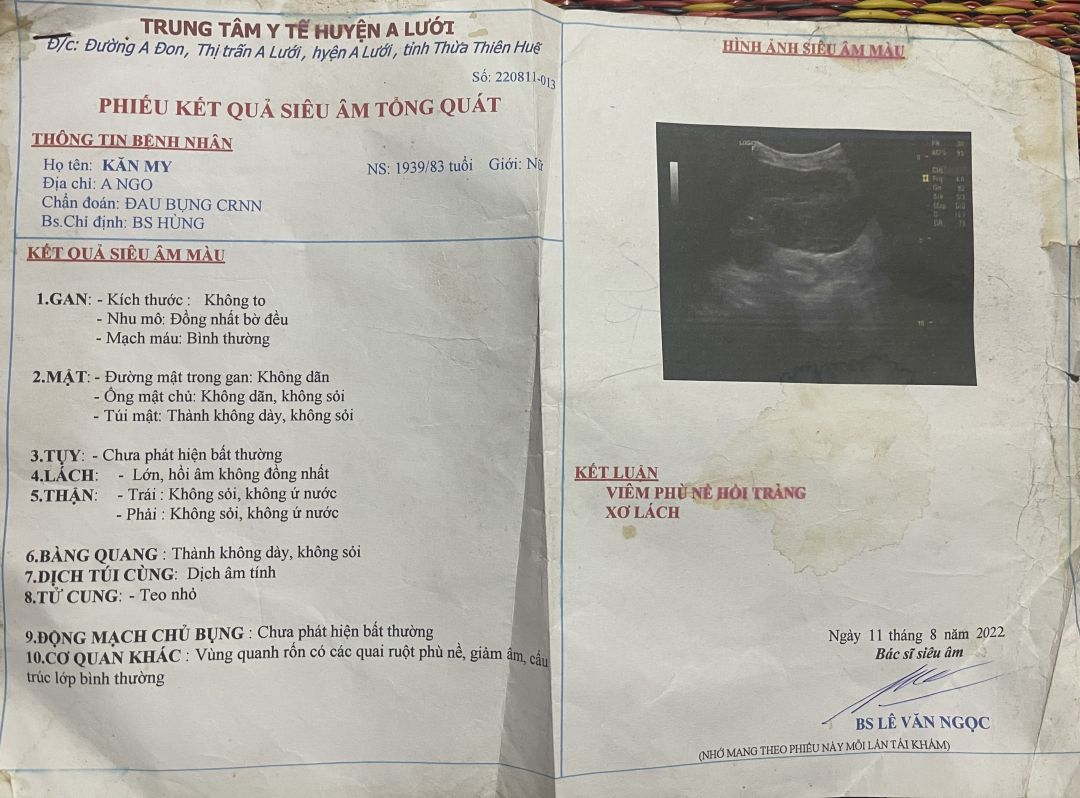 TRUNG TÂM Y TẾ HUYỆN A LƯỚI
Đ/c: Đường A Đon, Thị trấn A Lưới, hyện A Lưới, tỉnh Thừa Thiên Huế
Số: 220811-013
PHIẾU KẾT QUẢ SIÊU ÂM TỔNG QUÁT
THÔNG TIN BỆNH NHÂN
Họ tên: KĂN MY NS: 1939/83 tuổi Giới: Nữ
Địa chỉ: A NGO
Chẩn đoán: ĐAU BỤNG CRNN
Bs.Chỉ định: BS HÙNG
KẾT QUẢ SIÊU ÂM MÀU
1.GAN: - Kích thước : Không to
- Nhu mô: Đồng nhất bờ đều
- Mạch máu: Bình thường
2.MẬT: - Đường mật trong gan: Không dãn
- Ống mật chủ: Không dãn, không sỏi
- Túi mật: Thành không dày, không sỏi
3.TỤY: - Chưa phát hiện bất thường
4.LÁCH: - Lớn, hồi âm không đồng nhất
5.THẬN: - Trái : Không sỏi, không ứ nước
- Phải : Không sỏi, không ứ nước
6.BÀNG QUANG : Thành không dày, không sỏi
7.DỊCH TÚI CÙNG: Dịch âm tính
8.TỬ CUNG: - Teo nhỏ
9.ĐỘNG MẠCH CHỦ BỤNG : Chưa phát hiện bất thường
10.CƠ QUAN KHÁC : Vùng quanh rốn có các quai ruột phù nề, giảm âm, cấu
trúc lớp bình thường
HÌNH ẢNH SIÊU ÂM MÀU
KẾT LUẬN
VIÊM PHÙ NỀ HỒI TRÀNG
XƠ LÁCH
Ngày 11 tháng 8 năm 2022
Bác sĩ siêu âm
BS LÊ VĂN NGỌC
(NHỚ MANG THEO PHIẾU NÀY MỖI LẦN TÁI KHÁM)